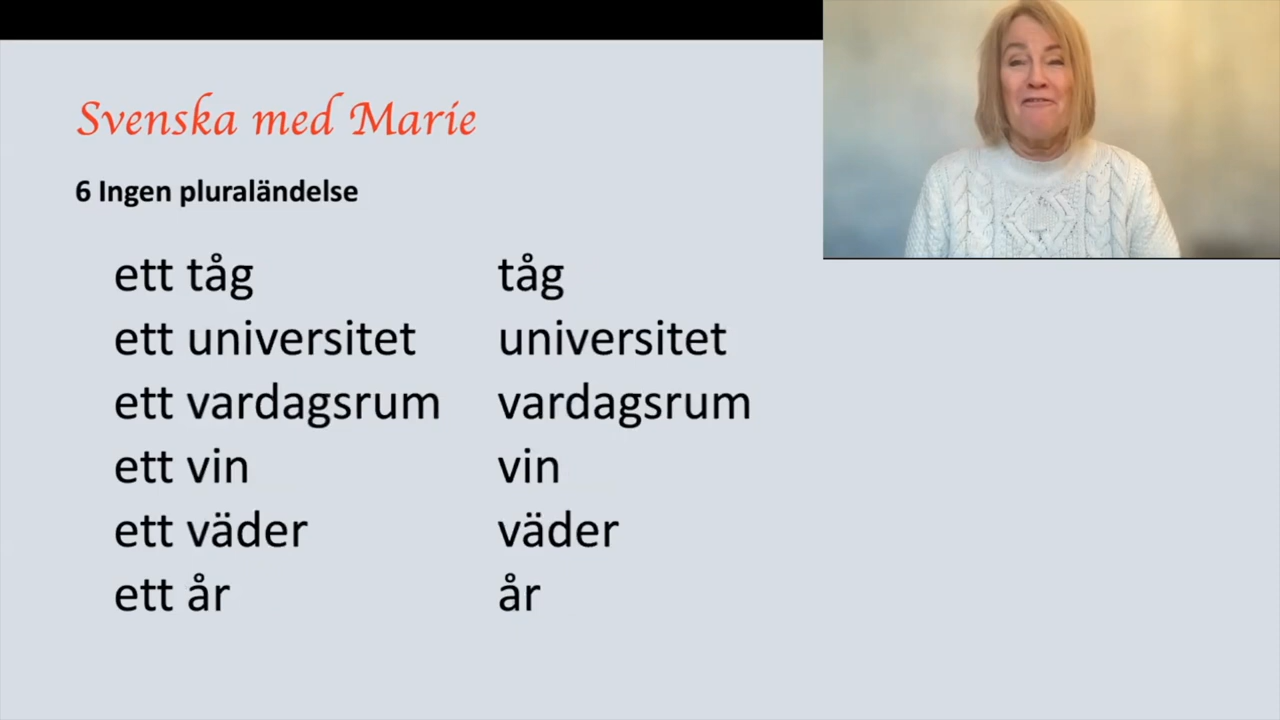 Svenska med Marie
6 Ingen pluraländelse
ett tåg tåg
ett universitet universitet
ett vardagsrum vardagsrum
ett vin vin
ett väder väder
ett år år